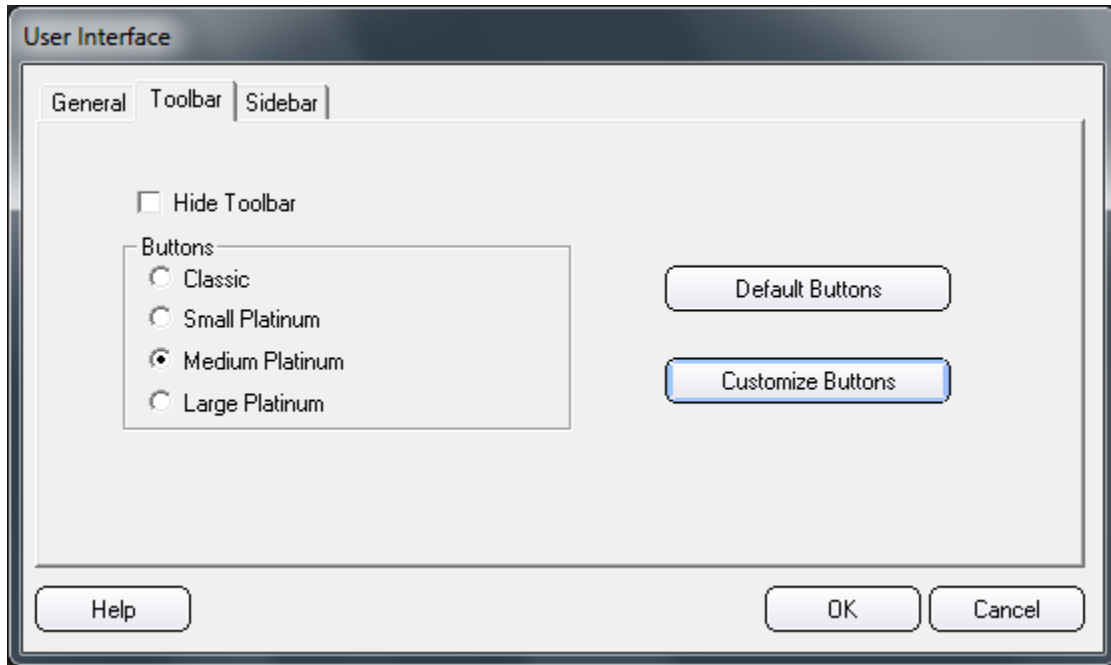 User Interface
General Toolbar Sidebar
Hide Toolbar
Buttons
Classic
Small Platinum
Medium Platinum
Large Platinum
Default Buttons
Customize Buttons
Help OK Cancel